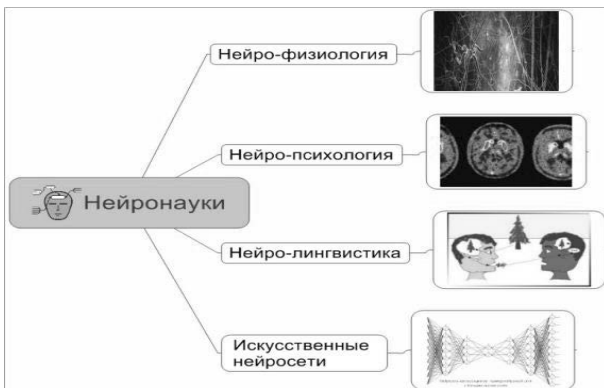 Нейро-физиология
Нейро-психология
Нейронауки
Нейро-лингвистика
Искусственные
нейросети